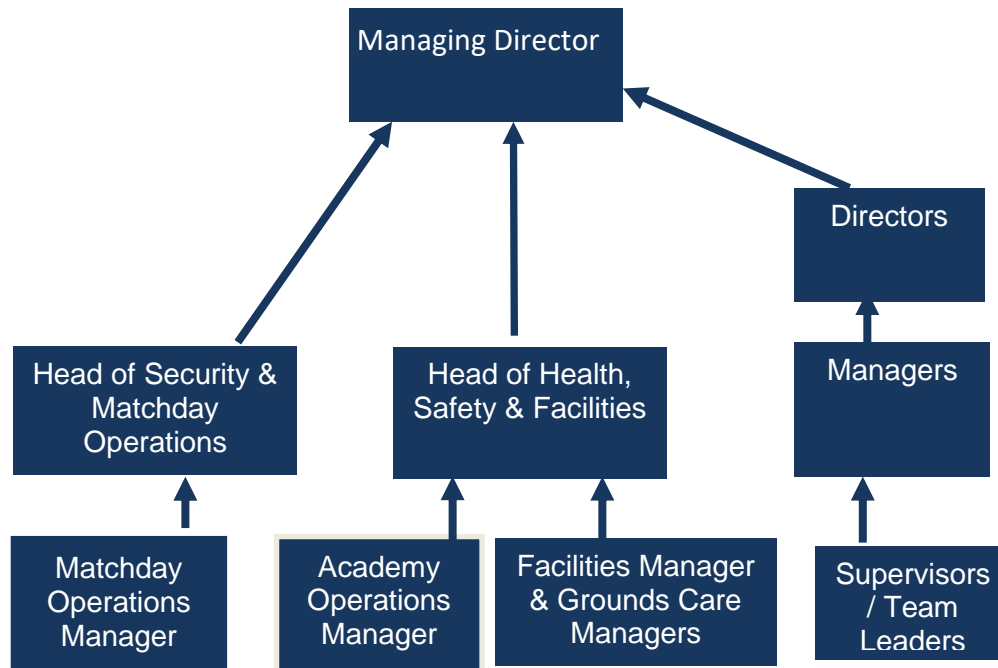 Managing Director
Directors
Head of Security &
Matchday
Operations
Head of Health,
Safety & Facilities
Managers
Matchday
Operations
Manager
Academy
Operations
Manager
Facilities Manager
& Grounds Care
Managers
Supervisors
/ Team
Leaders